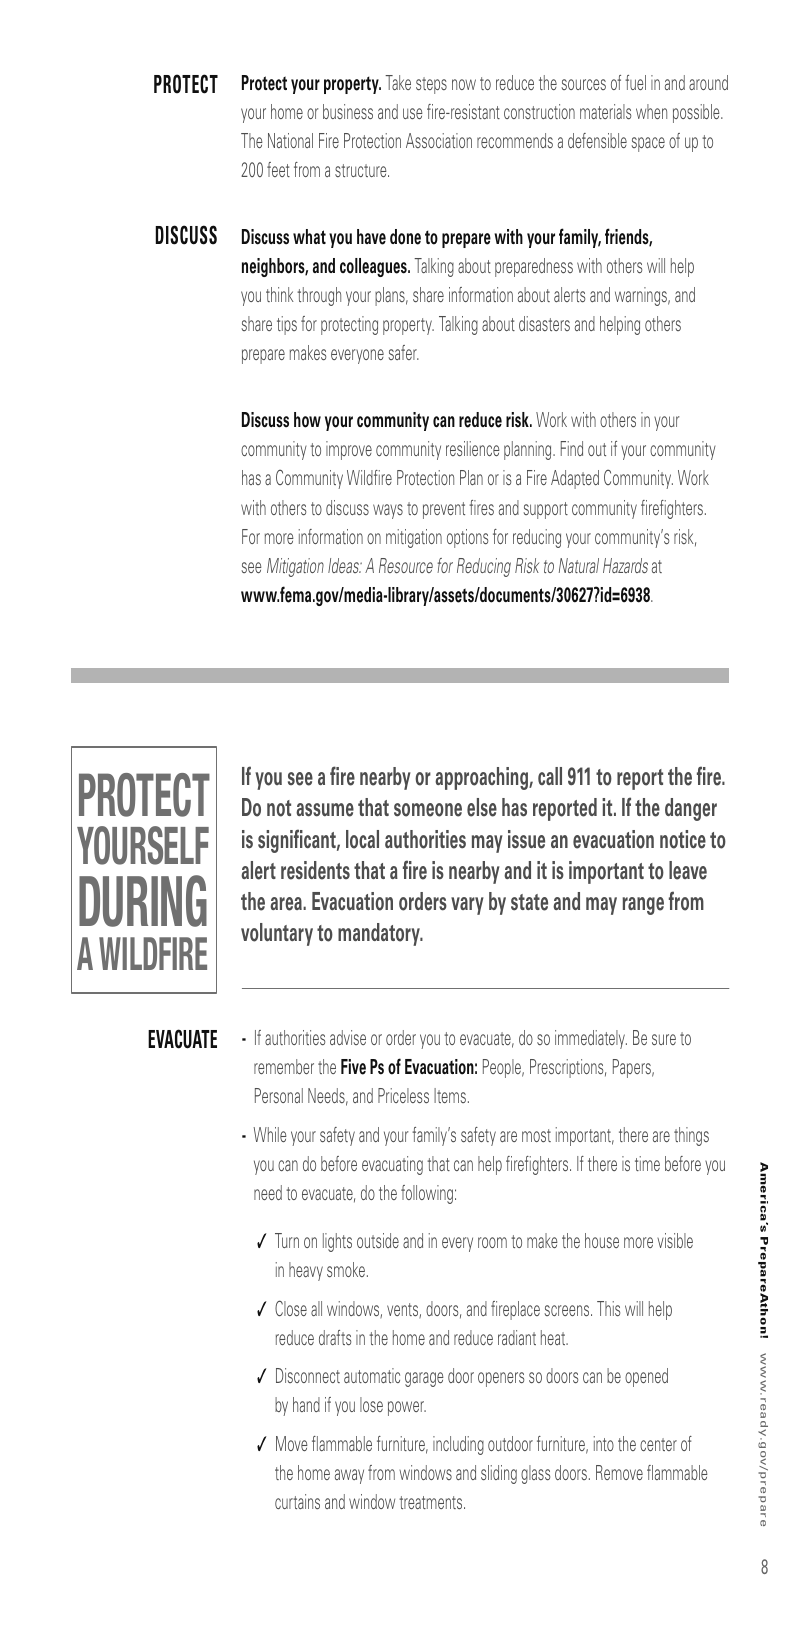 PROTECT
Protect your property. Take steps now to reduce the sources of fuel in and around
your home or business and use fire-resistant construction materials when possible.
The National Fire Protection Association recommends a defensible space of up to
200 feet from a structure.
DISCUSS
Discuss what you have done to prepare with your family, friends,
neighbors, and colleagues. Talking about preparedness with others will help
you think through your plans, share information about alerts and warnings, and
share tips for protecting property. Talking about disasters and helping others
prepare makes everyone safer.
Discuss how your community can reduce risk. Work with others in your
community to improve community resilience planning. Find out if your community
has a Community Wildfire Protection Plan or is a Fire Adapted Community. Work
with others to discuss ways to prevent fires and support community firefighters.
For more information on mitigation options for reducing your community's risk,
see Mitigation Ideas: A Resource for Reducing Risk to Natural Hazards at
www.fema.gov/media-library/assets/documents/30627?id=6938.
PROTECT
YOURSELF
DURING
A WILDFIRE
If you see a fire nearby or approaching, call 911 to report the fire.
Do not assume that someone else has reported it. If the danger
is significant, local authorities may issue an evacuation notice to
alert residents that a fire is nearby and it is important to leave
the area. Evacuation orders vary by state and may range from
voluntary to mandatory.
EVACUATE
- If authorities advise or order you to evacuate, do so immediately. Be sure to
remember the Five Ps of Evacuation: People, Prescriptions, Papers,
Personal Needs, and Priceless Items.
- While your safety and your family's safety are most important, there are things
you can do before evacuating that can help firefighters. If there is time before you
need to evacuate, do the following:
✓ Turn on lights outside and in every room to make the house more visible
in heavy smoke.
✓ Close all windows, vents, doors, and fireplace screens. This will help
reduce drafts in the home and reduce radiant heat.
✓ Disconnect automatic garage door openers so doors can be opened
by hand if you lose power.
✓ Move flammable furniture, including outdoor furniture, into the center of
the home away from windows and sliding glass doors. Remove flammable
curtains and window treatments.
America's PrepareAthon! www.ready.gov/prepare
8